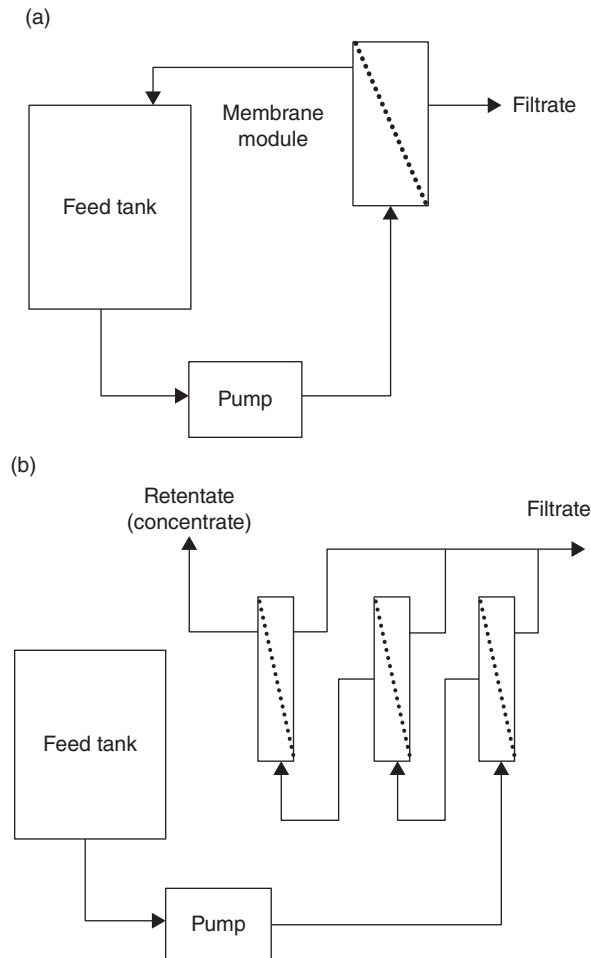 (a)
Membrane
module
Filtrate
Feed tank
Pump
(b)
Retentate
(concentrate)
Filtrate
Feed tank
Pump